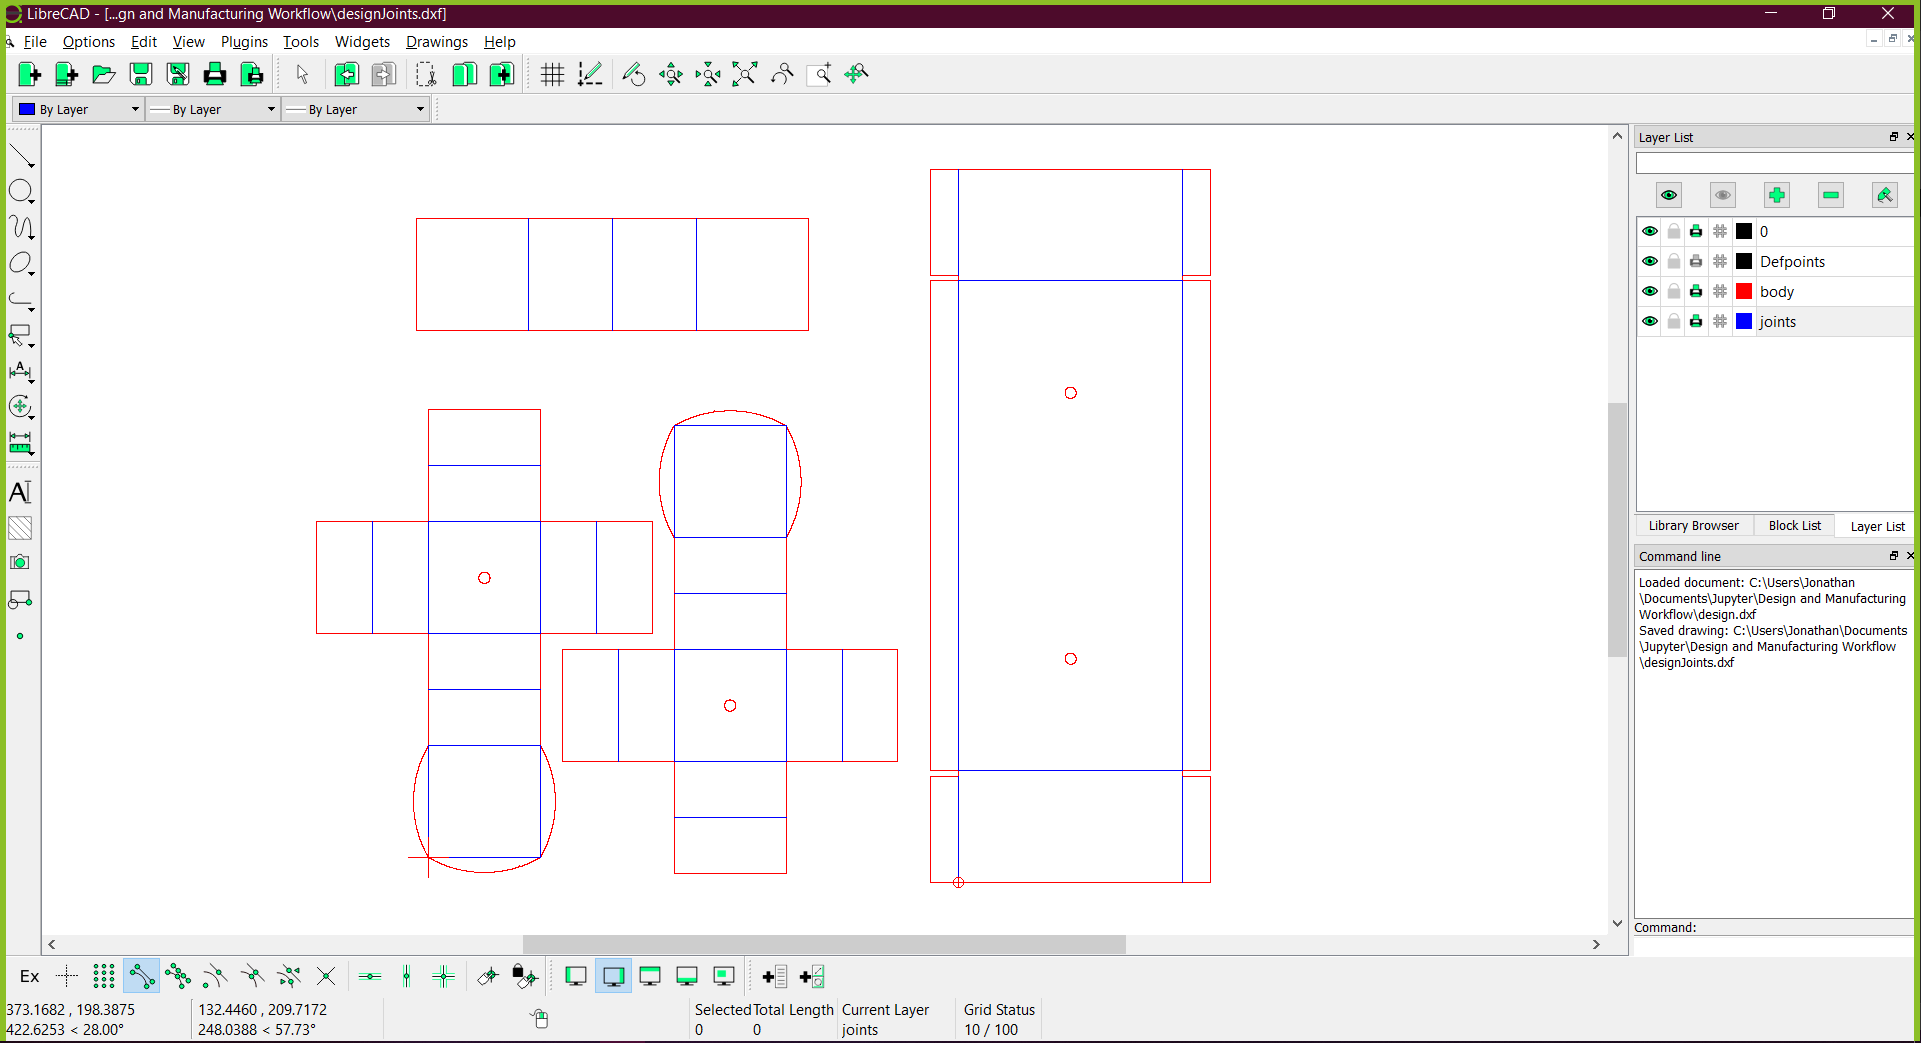 LibreCAD - [...gn and Manufacturing Workflow\designJoints.dxf]
File Options Edit View Plugins Tools Widgets Drawings Help
By Layer By Layer By Layer
Layer List
0
Defpoints
body
joints
Library Browser Block List Layer List
Command line
Loaded document: C:\Users\Jonathan
\Documents\Jupyter\Design and Manufacturing
Workflow\design.dxf
Saved drawing: C:\Users\Jonathan\Documents
\Jupyter\Design and Manufacturing Workflow
\designJoints.dxf
Command:
Ex
373.1682 , 198.3875 132.4460 , 209.7172 Selected Total Length Current Layer Grid Status
422.6253 < 28.00° 248.0388 < 57.73° 0 0 joints 10 / 100